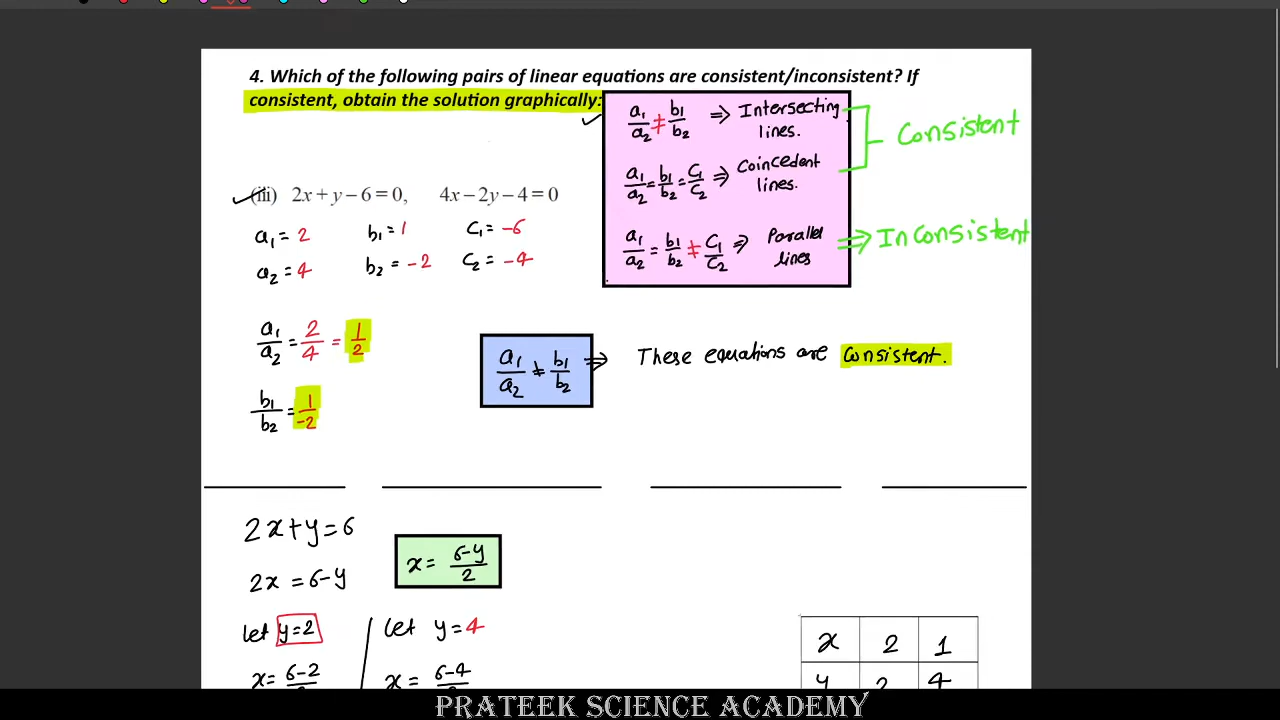 4. Which of the following pairs of linear equations are consistent/inconsistent? If
consistent, obtain the solution graphically:
a₁/a₂ ≠ b₁/b₂ ⇒ Intersecting lines.
a₁/a₂ = b₁/b₂ = C₁/C₂ ⇒ Coincedent lines.
Consistent
a₁/a₂ = b₁/b₂ ≠ C₁/C₂ ⇒ Parallel lines
⇒ Inconsistent
(iii) 2x + y – 6 = 0, 4x – 2y – 4 = 0
a₁ = 2 b₁ = 1 C₁ = -6
a₂ = 4 b₂ = -2 C₂ = -4
a₁/a₂ = 2/4 = 1/2
a₁/a₂ ≠ b₁/b₂ ⇒ These equations are Consistent.
b₁/b₂ = 1/-2
2x+y=6
x = 6-y/2
2x = 6-y
let y=2 let y=4
x = 6-2/ x = 6-4/
x 2 1
y 2 4
PRATEEK SCIENCE ACADEMY